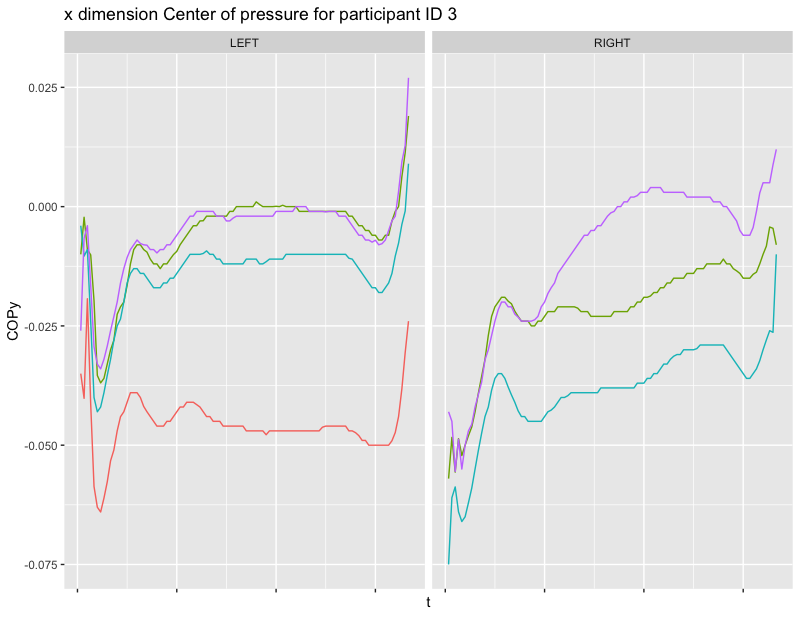 x dimension Center of pressure for participant ID 3
LEFT
RIGHT
0.025
0.000
-0.025
-0.050
-0.075
COPy
t